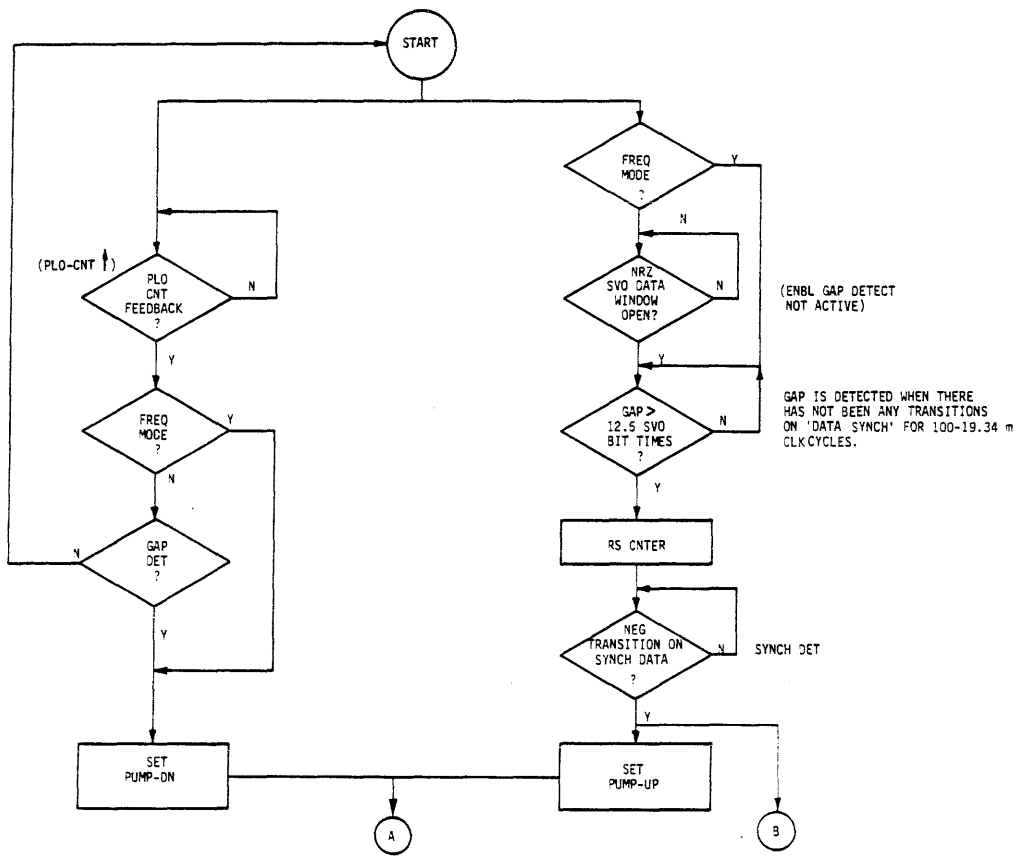 START
FREQ
MODE
?
Y
N
(PLO-CNT
)
PLO
CNT
FEEDBACK
?
N
Y
NRZ
SVO DATA
WINDOW
OPEN?
N
(ENBL GAP DETECT
NOT ACTIVE)
Y
FREQ
MODE
?
Y
N
GAP >
12.5 SVO
BIT TIMES
?
N
Y
GAP IS DETECTED WHEN THERE
HAS NOT BEEN ANY TRANSITIONS
ON 'DATA SYNCH' FOR 100-19.34 m
CLK CYCLES.
GAP
DET
?
N
Y
RS CNTER
NEG
TRANSITION ON
SYNCH DATA
?
N
SYNCH DET
Y
SET
PUMP-DN
SET
PUMP-UP
A
B